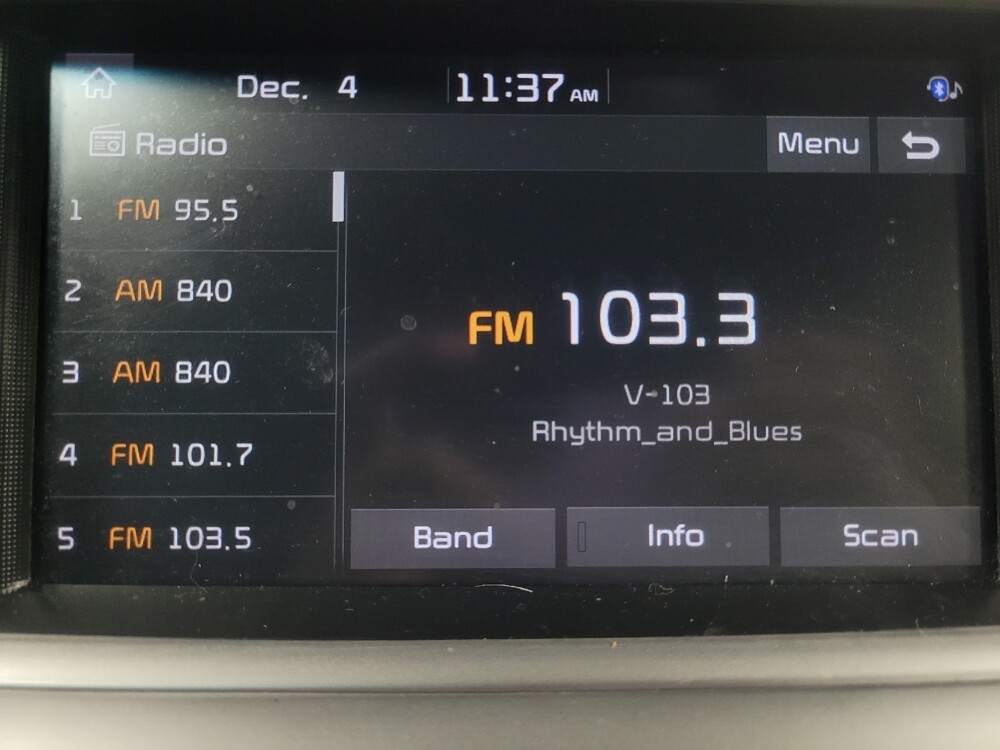 Dec. 4 11:37 AM
Radio Menu
1 FM 95.5
2 AM 840
3 AM 840
4 FM 101.7
5 FM 103.5
FM 103.3
V-103
Rhythm_and_Blues
Band Info Scan